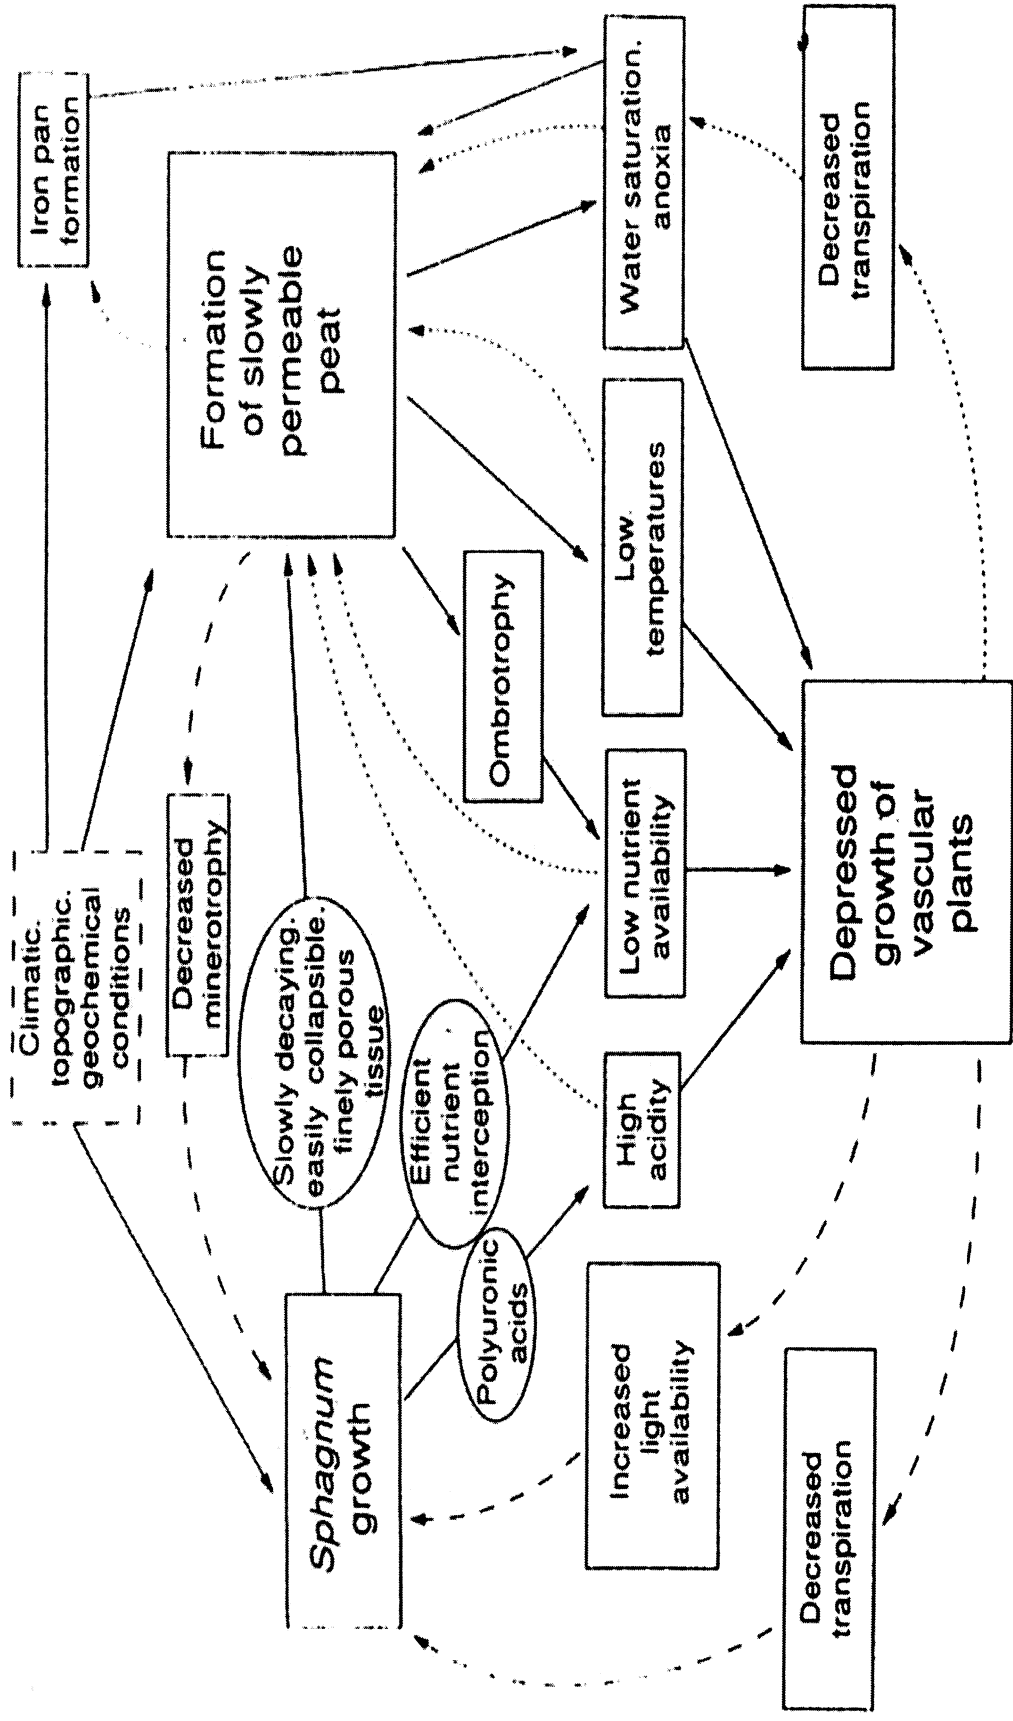 Climatic.
topographic.
geochemical
conditions
Iron pan
formation
Decreased
minerotrophy
Formation
of slowly
permeable
peat
Slowly decaying.
easily collapsible.
finely porous
tissue
Sphagnum
growth
Efficient
nutrient
interception
Polyuronic
acids
Ombrotrophy
Increased
light
availability
High
acidity
Low nutrient
availability
Low
temperatures
Water saturation.
anoxia
Decreased
transpiration
Depressed
growth of
vascular
plants
Decreased
transpiration